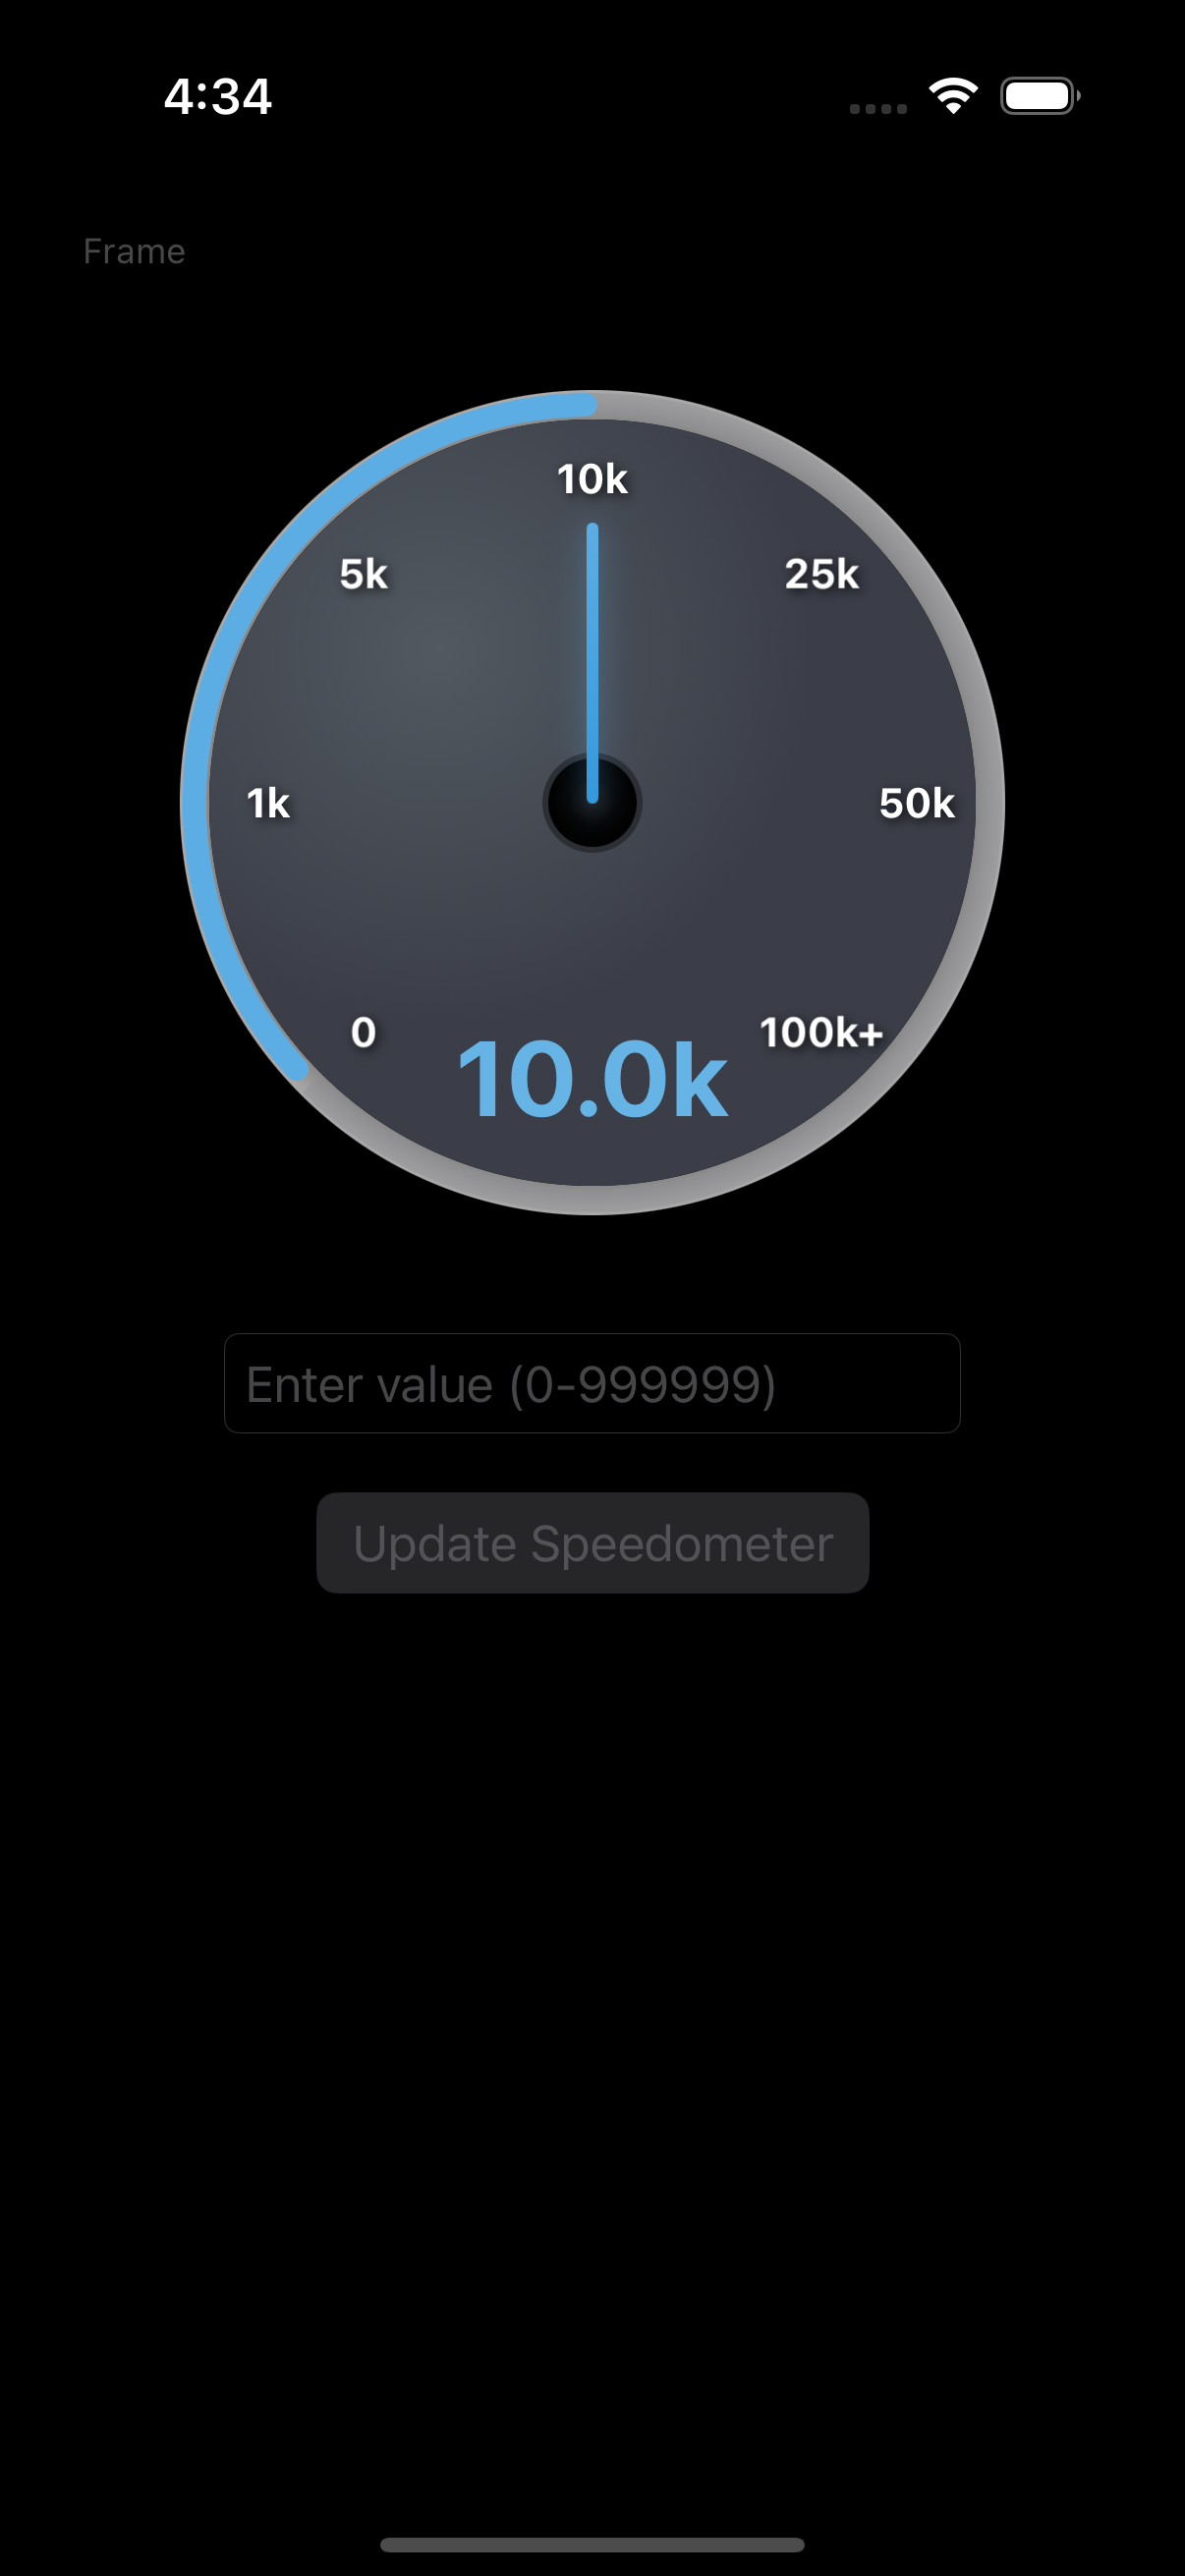 4:34
Frame
10k
5k
25k
1k
50k
0
100k+
10.0k
Enter value (0-999999)
Update Speedometer